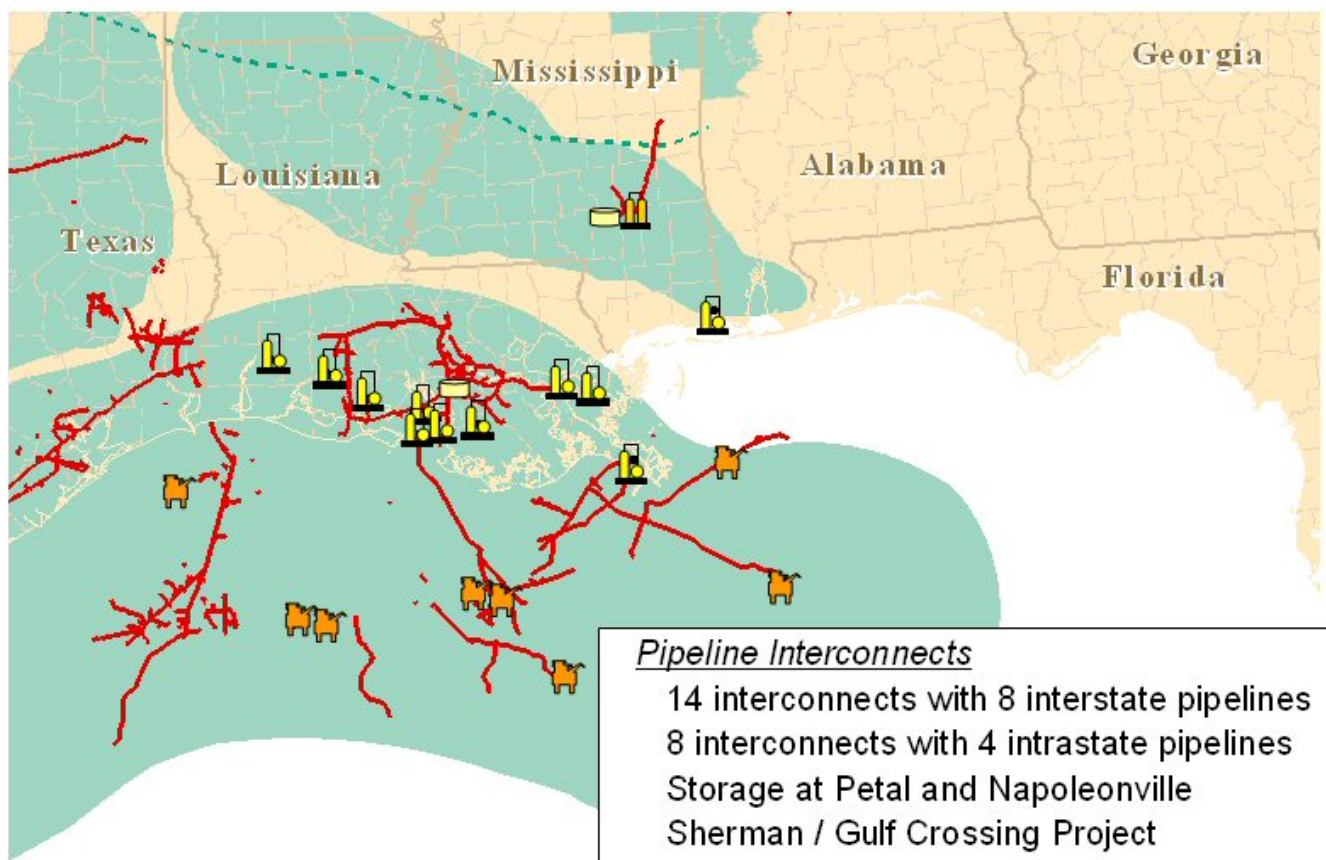 Mississippi
Georgia
Louisiana
Alabama
Texas
Florida
Pipeline Interconnects
14 interconnects with 8 interstate pipelines
8 interconnects with 4 intrastate pipelines
Storage at Petal and Napoleonville
Sherman / Gulf Crossing Project